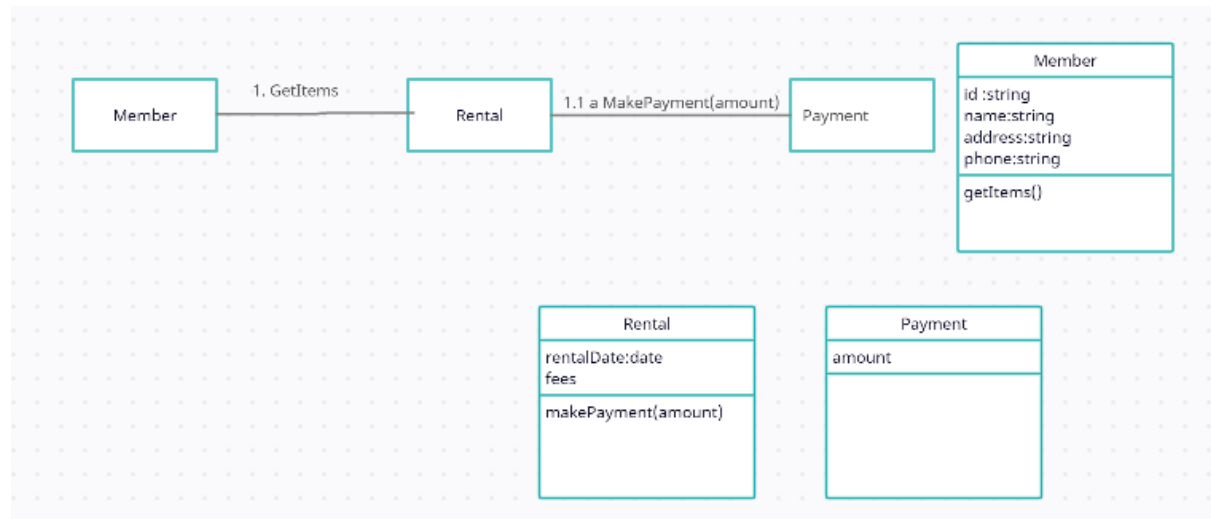 Member
1. GetItems
Rental
1.1 a MakePayment(amount)
Payment
Member
id :string
name:string
address:string
phone:string
getItems()
Rental
rentalDate:date
fees
makePayment(amount)
Payment
amount